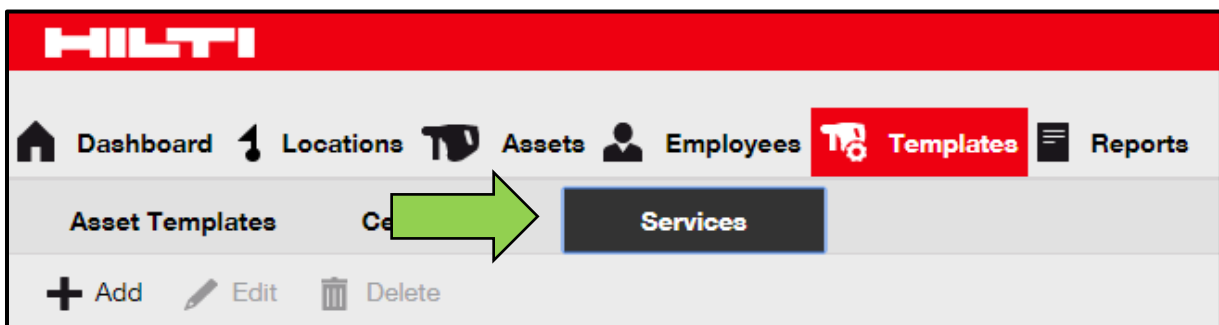 HILTI
Dashboard Locations Assets Employees Templates Reports
Asset Templates Services
Add Edit Delete